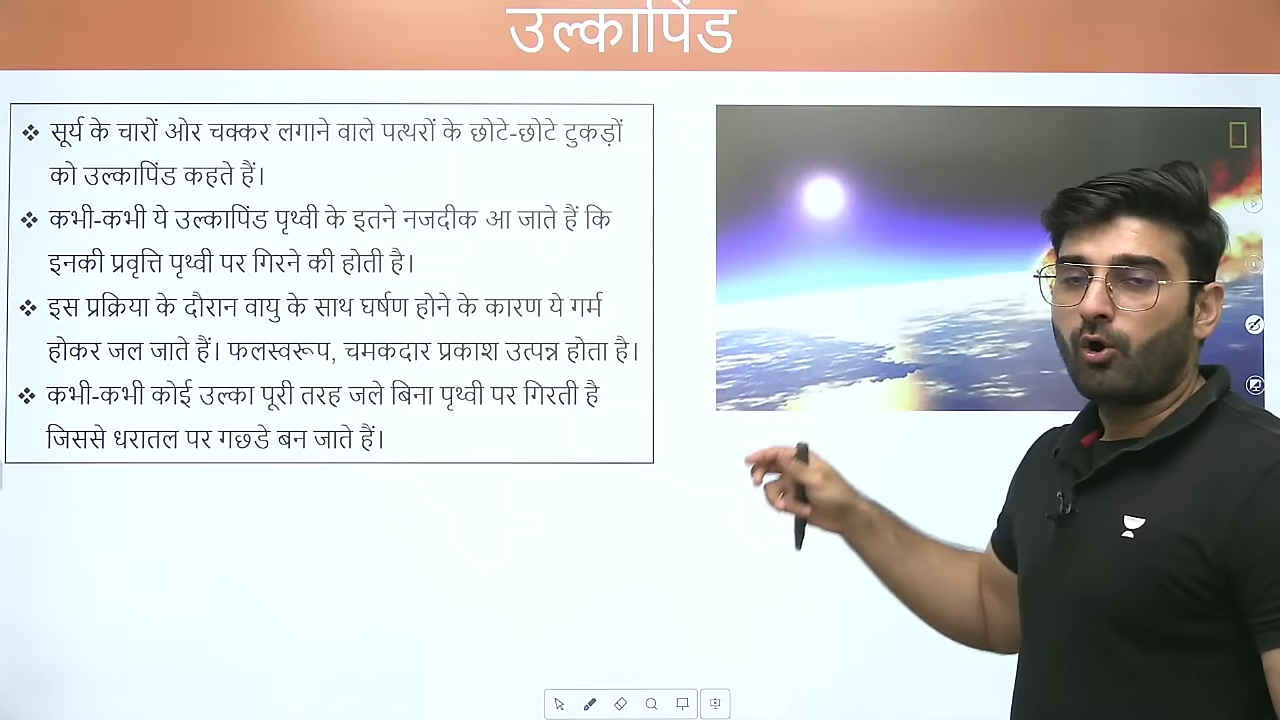 उल्कापिंड
❖ सूर्य के चारों ओर चक्कर लगाने वाले पत्थरों के छोटे-छोटे टुकड़ों
को उल्कापिंड कहते हैं।
❖ कभी-कभी ये उल्कापिंड पृथ्वी के इतने नजदीक आ जाते हैं कि
इनकी प्रवृत्ति पृथ्वी पर गिरने की होती है।
❖ इस प्रक्रिया के दौरान वायु के साथ घर्षण होने के कारण ये गर्म
होकर जल जाते हैं। फलस्वरूप, चमकदार प्रकाश उत्पन्न होता है।
❖ कभी-कभी कोई उल्का पूरी तरह जले बिना पृथ्वी पर गिरती है
जिससे धरातल पर गछडे बन जाते हैं।